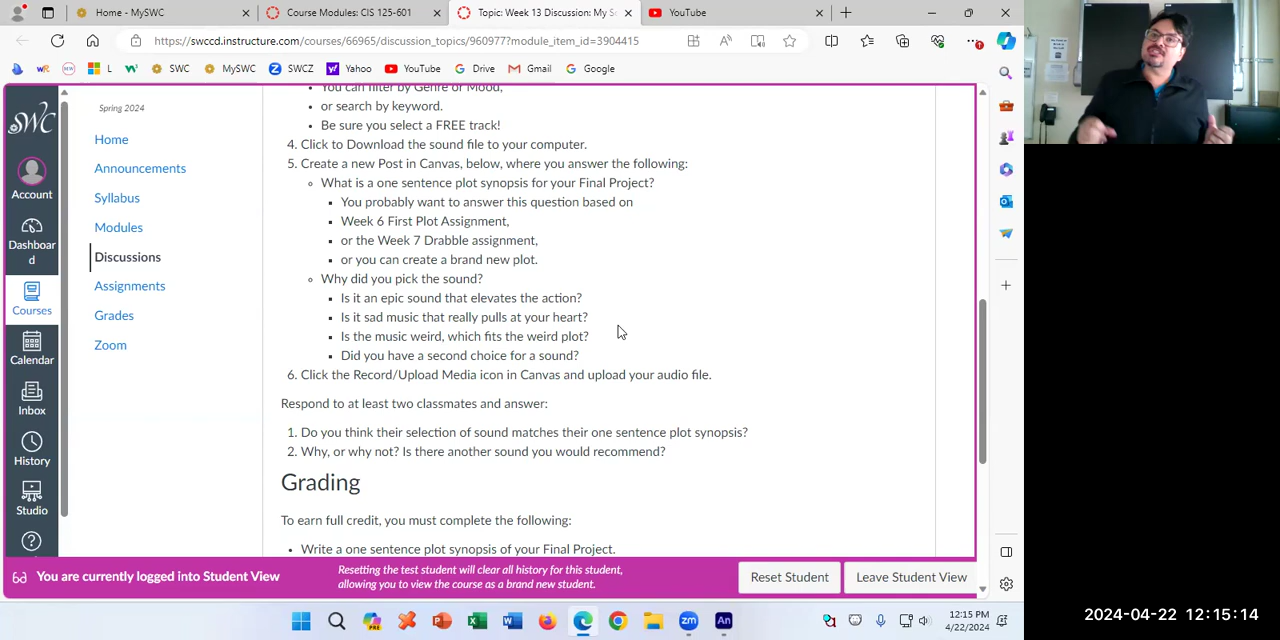 Home - MySWC
Course Modules: CIS 125-601
Topic: Week 13 Discussion: My S
YouTube
https://swccd.instructure.com/courses/66965/discussion_topics/
0977?module_item_id=3904415
L
SWC
MySWC
SWCZ
Yahoo
YouTube
Drive
Gmail
Google
Spring 2024
Home
Announcements
Syllabus
Modules
Discussions
Assignments
Grades
Zoom
SWC
Account
Dashboar
d
Courses
Calendar
Inbox
History
Studio
You can filter by Genre or Mood,
or search by keyword.
Be sure you select a FREE track!
4. Click to Download the sound file to your computer.
5. Create a new Post in Canvas, below, where you answer the following:
What is a one sentence plot synopsis for your Final Project?
You probably want to answer this question based on
Week 6 First Plot Assignment,
or the Week 7 Drabble assignment,
or you can create a brand new plot.
Why did you pick the sound?
Is it an epic sound that elevates the action?
Is it sad music that really pulls at your heart?
Is the music weird, which fits the weird plot?
Did you have a second choice for a sound?
6. Click the Record/Upload Media icon in Canvas and upload your audio file.
Respond to at least two classmates and answer:
1. Do you think their selection of sound matches their one sentence plot synopsis?
2. Why, or why not? Is there another sound you would recommend?
Grading
To earn full credit, you must complete the following:
Write a one sentence plot synopsis of your Final Project.
You are currently logged into Student View
Resetting the test student will clear all history for this student,
allowing you to view the course as a brand new student.
Reset Student
Leave Student View
12:15 PM
4/22/2024
2024-04-22 12:15:14